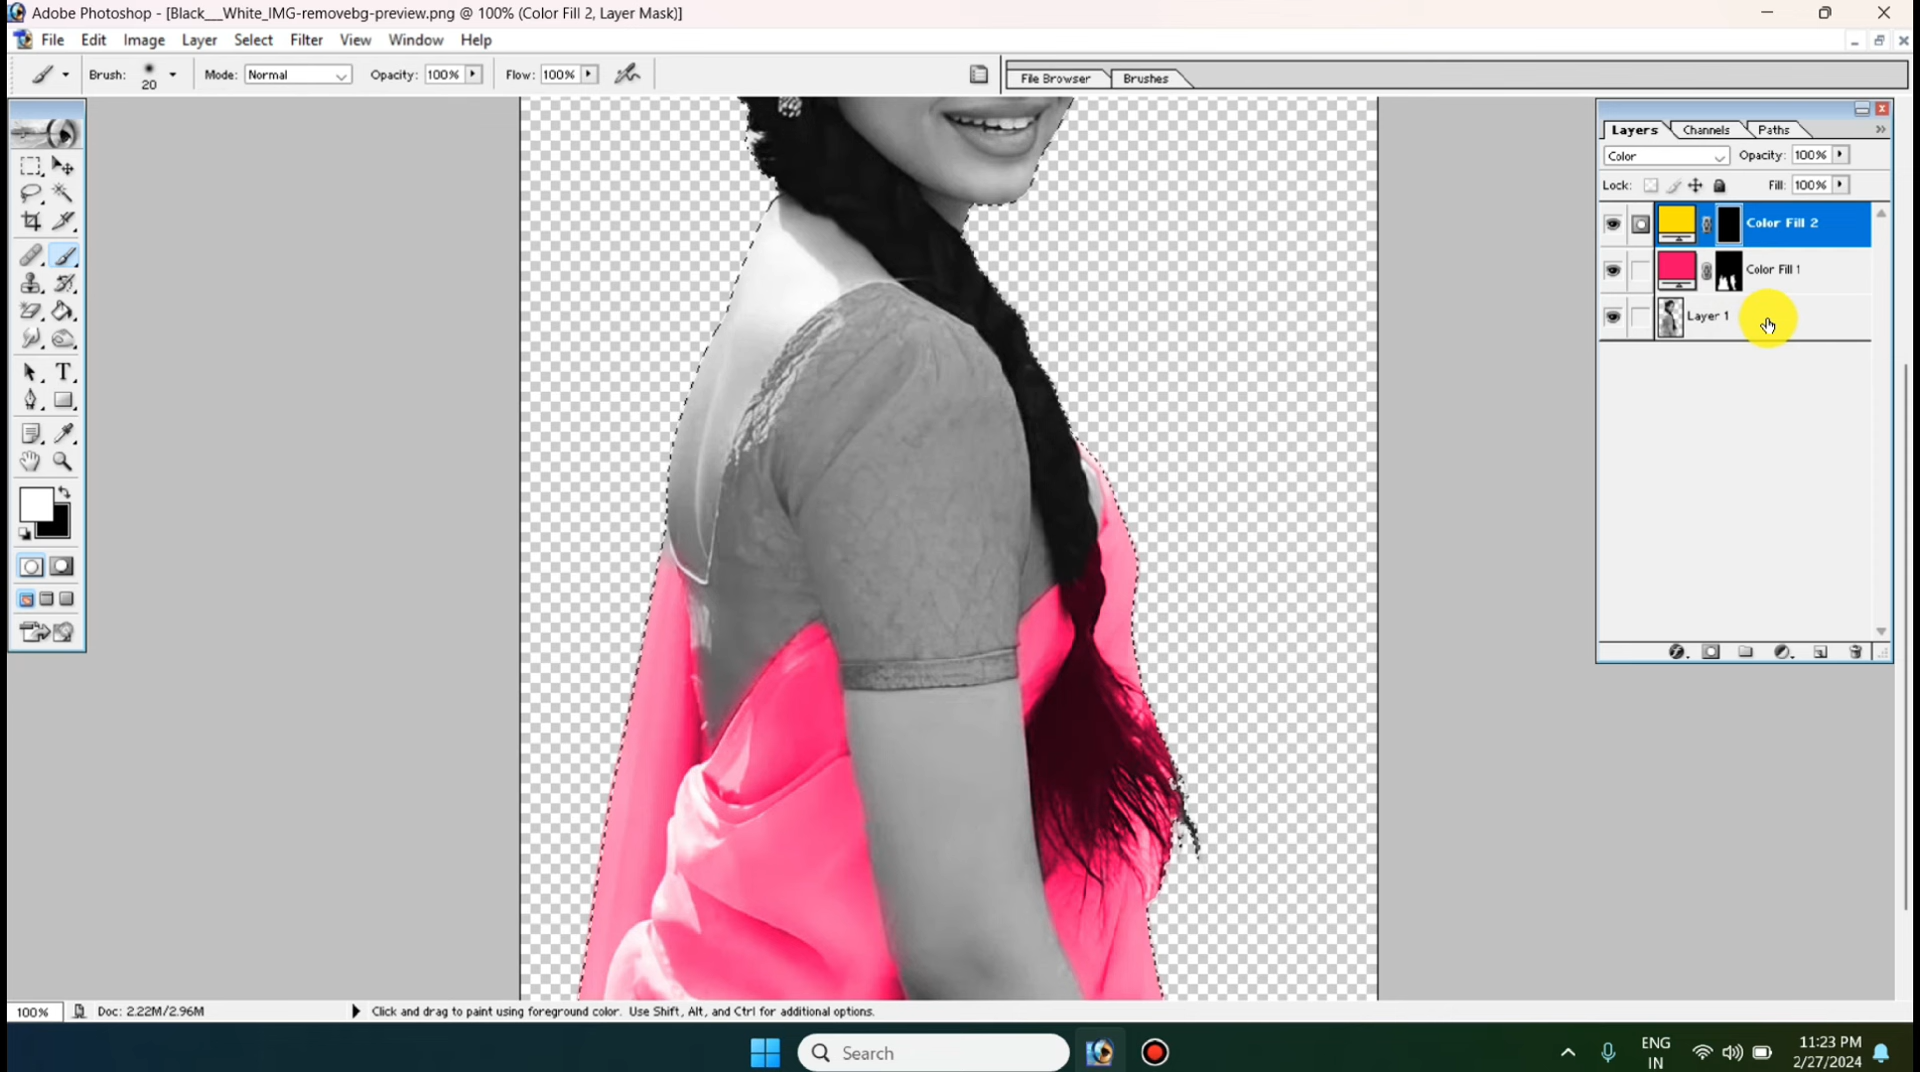 Adobe Photoshop - [Black___White_IMG-removebg-preview.png @ 100% (Color Fill 2, Layer Mask)]
File Edit Image Layer Select Filter View Window Help
Brush: 20 Mode: Normal Opacity: 100% Flow: 100% File Browser Brushes
Layers Channels Paths
Color Opacity: 100%
Lock: Fill: 100%
Color Fill 2
Color Fill 1
Layer 1
T
100% Doc: 2.22M/2.96M Click and drag to paint using foreground color. Use Shift, Alt, and Ctrl for additional options.
Search
ENG
IN
11:23 PM
2/27/2024